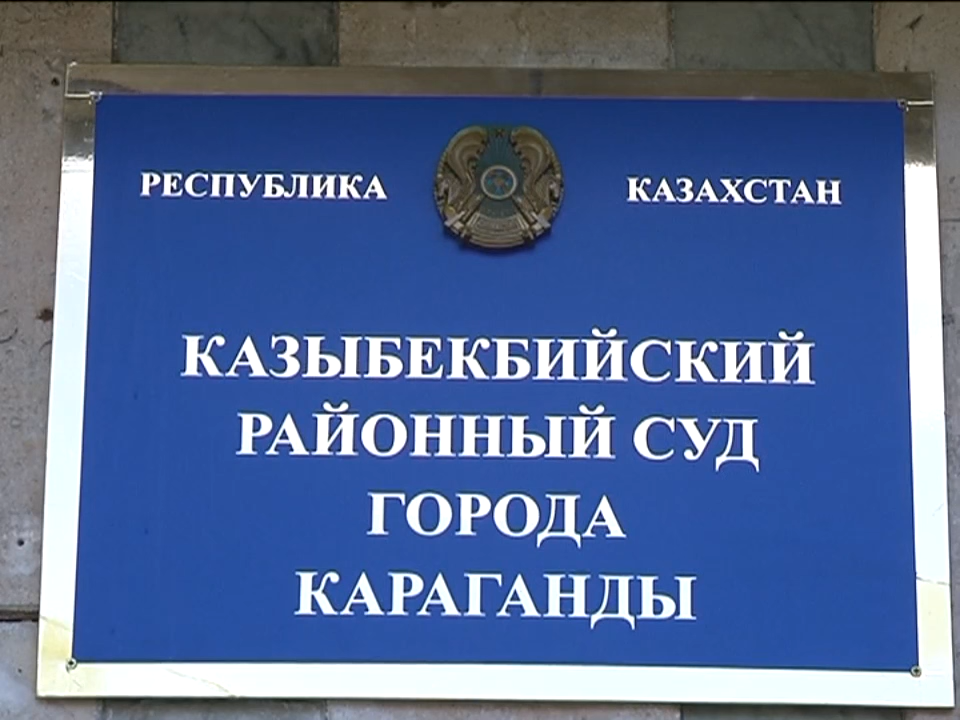 РЕСПУБЛИКА КАЗАХСТАН
КАЗЫБЕКБИЙСКИЙ
РАЙОННЫЙ СУД
ГОРОДА
КАРАГАНДЫ